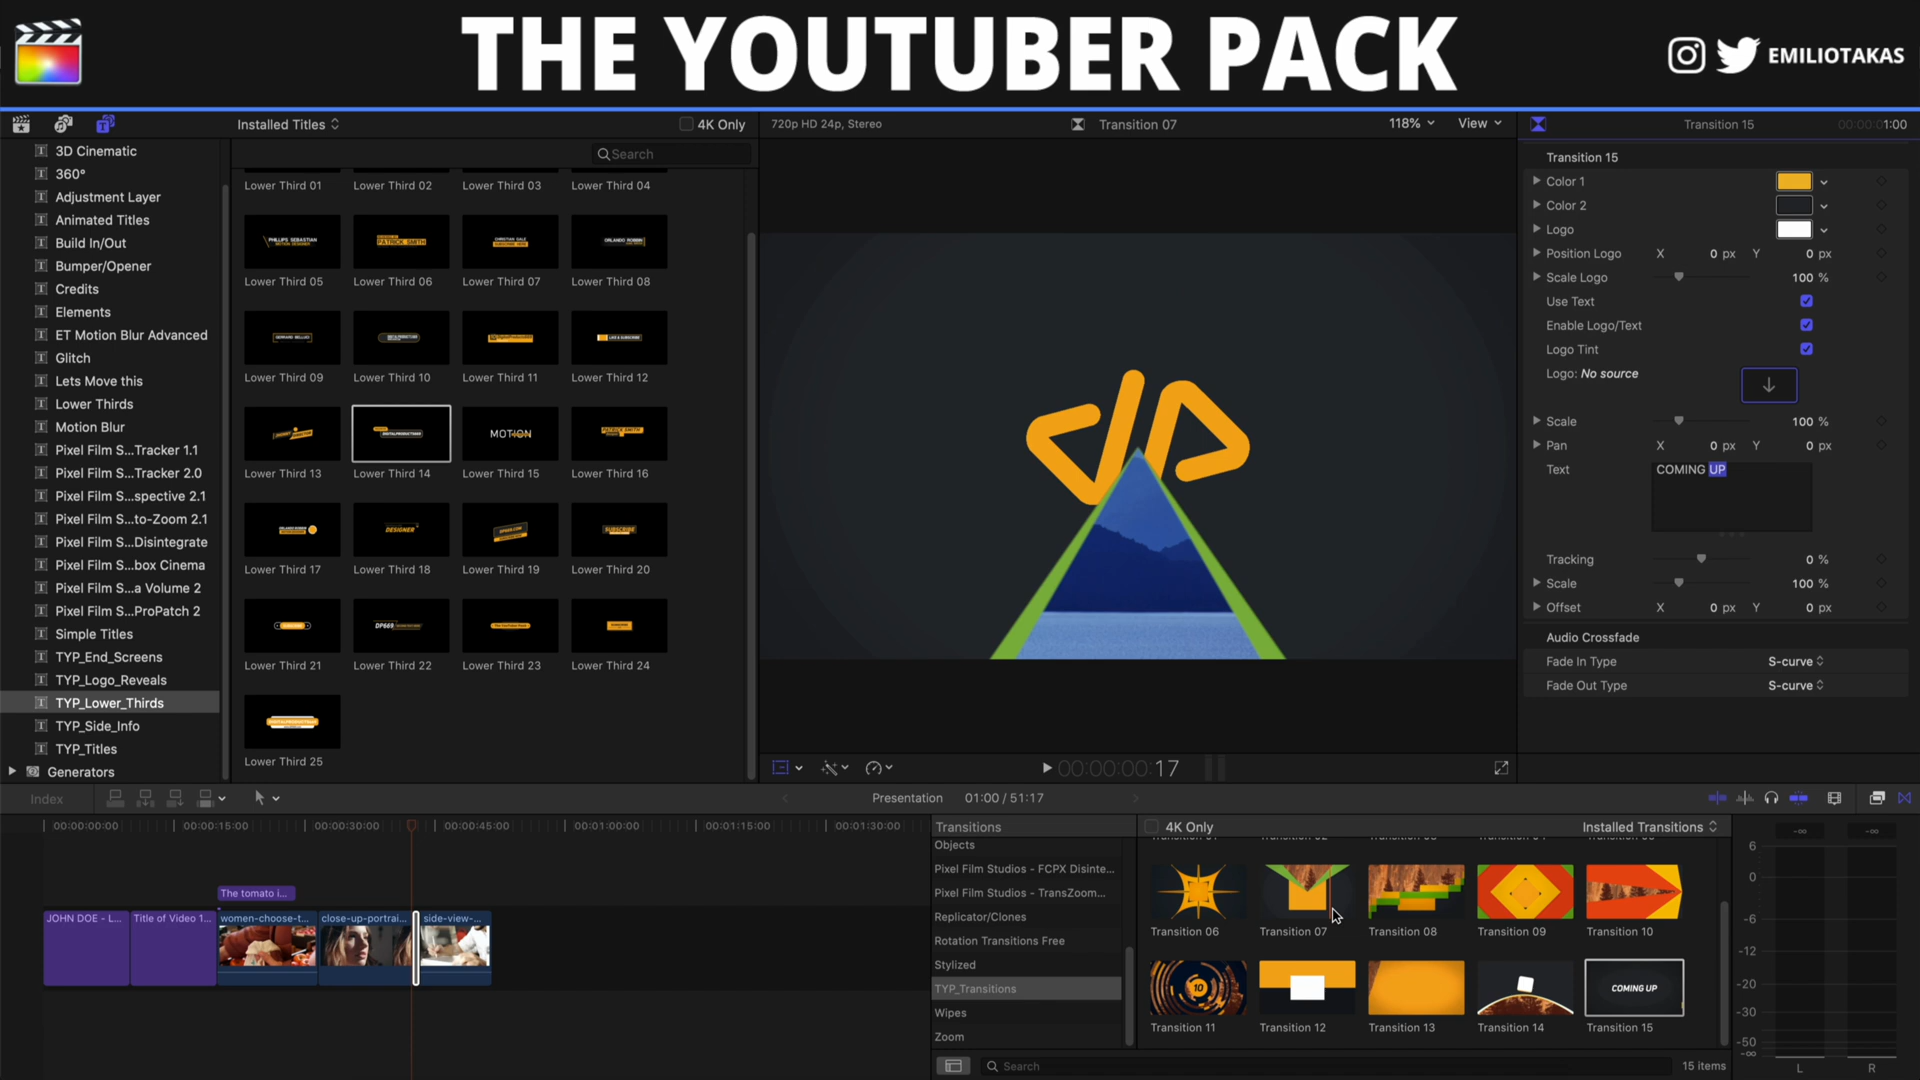 THE YOUTUBER PACK
EMILIOTAKAS
Installed Titles
4K Only
Search
3D Cinematic
360°
Adjustment Layer
Animated Titles
Build In/Out
Bumper/Opener
Credits
Elements
ET Motion Blur Advanced
Glitch
Lets Move this
Lower Thirds
Motion Blur
Pixel Film S...Tracker 1.1
Pixel Film S...Tracker 2.0
Pixel Film S...spective 2.1
Pixel Film S...to-Zoom 2.1
Pixel Film S...Disintegrate
Pixel Film S...box Cinema
Pixel Film S...a Volume 2
Pixel Film S...ProPatch 2
Simple Titles
TYP_End_Screens
TYP_Logo_Reveals
TYP_Lower_Thirds
TYP_Side_Info
TYP_Titles
Generators
Lower Third 01 Lower Third 02 Lower Third 03 Lower Third 04
PATRICK SMITH
Lower Third 05 Lower Third 06 Lower Third 07 Lower Third 08
Lower Third 09 Lower Third 10 Lower Third 11 Lower Third 12
MOTION
Lower Third 13 Lower Third 14 Lower Third 15 Lower Third 16
DESIGNER
SUBSCRIBE
Lower Third 17 Lower Third 18 Lower Third 19 Lower Third 20
DP669
Lower Third 21 Lower Third 22 Lower Third 23 Lower Third 24
Lower Third 25
720p HD 24p, Stereo
Transition 07
118%
View
00:00:00:17
Transition 15
00:00:01:00
Transition 15
Color 1
Color 2
Logo
Position Logo X 0 px Y 0 px
Scale Logo 100 %
Use Text
Enable Logo/Text
Logo Tint
Logo: No source
Scale 100 %
Pan X 0 px Y 0 px
Text COMING UP
Tracking 0 %
Scale 100 %
Offset X 0 px Y 0 px
Audio Crossfade
Fade In Type S-curve
Fade Out Type S-curve
Index
Presentation 01:00 / 51:17
00:00:00:00 00:00:15:00 00:00:30:00 00:00:45:00 00:01:00:00 00:01:15:00 00:01:30:00
The tomato i...
JOHN DOE - L... Title of Video 1... women-choose-t... close-up-portrai... side-view-...
Transitions
Objects
Pixel Film Studios - FCPX Disinte...
Pixel Film Studios - TransZoom...
Replicator/Clones
Rotation Transitions Free
Stylized
TYP_Transitions
Wipes
Zoom
4K Only
Installed Transitions
Transition 06 Transition 07 Transition 08 Transition 09 Transition 10
10
COMING UP
Transition 11 Transition 12 Transition 13 Transition 14 Transition 15
Search
15 items
-∞ -∞
6
0
-6
-12
-20
-30
-50
-∞
L R